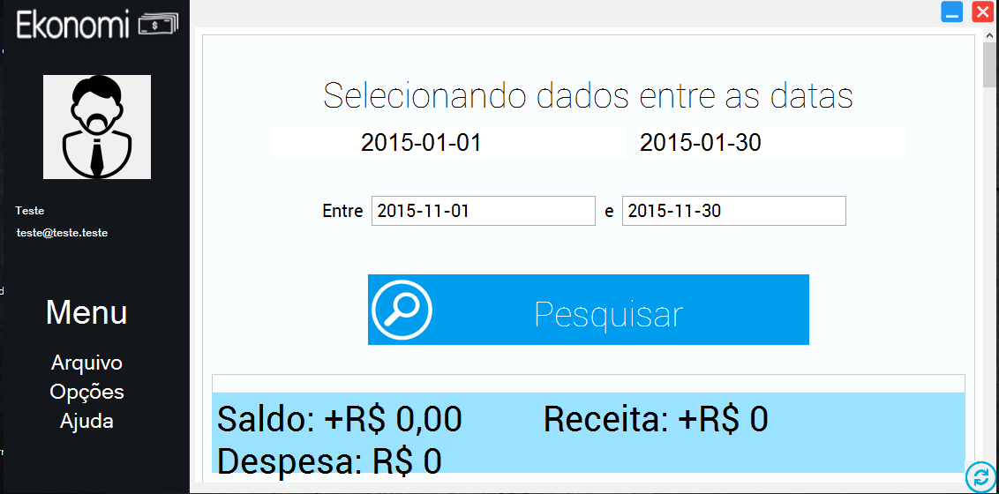 Ekonomi
Teste
teste@teste.teste
Menu
Arquivo
Opções
Ajuda
Selecionando dados entre as datas
2015-01-01 2015-01-30
Entre 2015-11-01 e 2015-11-30
Pesquisar
Saldo: +R$ 0,00 Receita: +R$ 0
Despesa: R$ 0